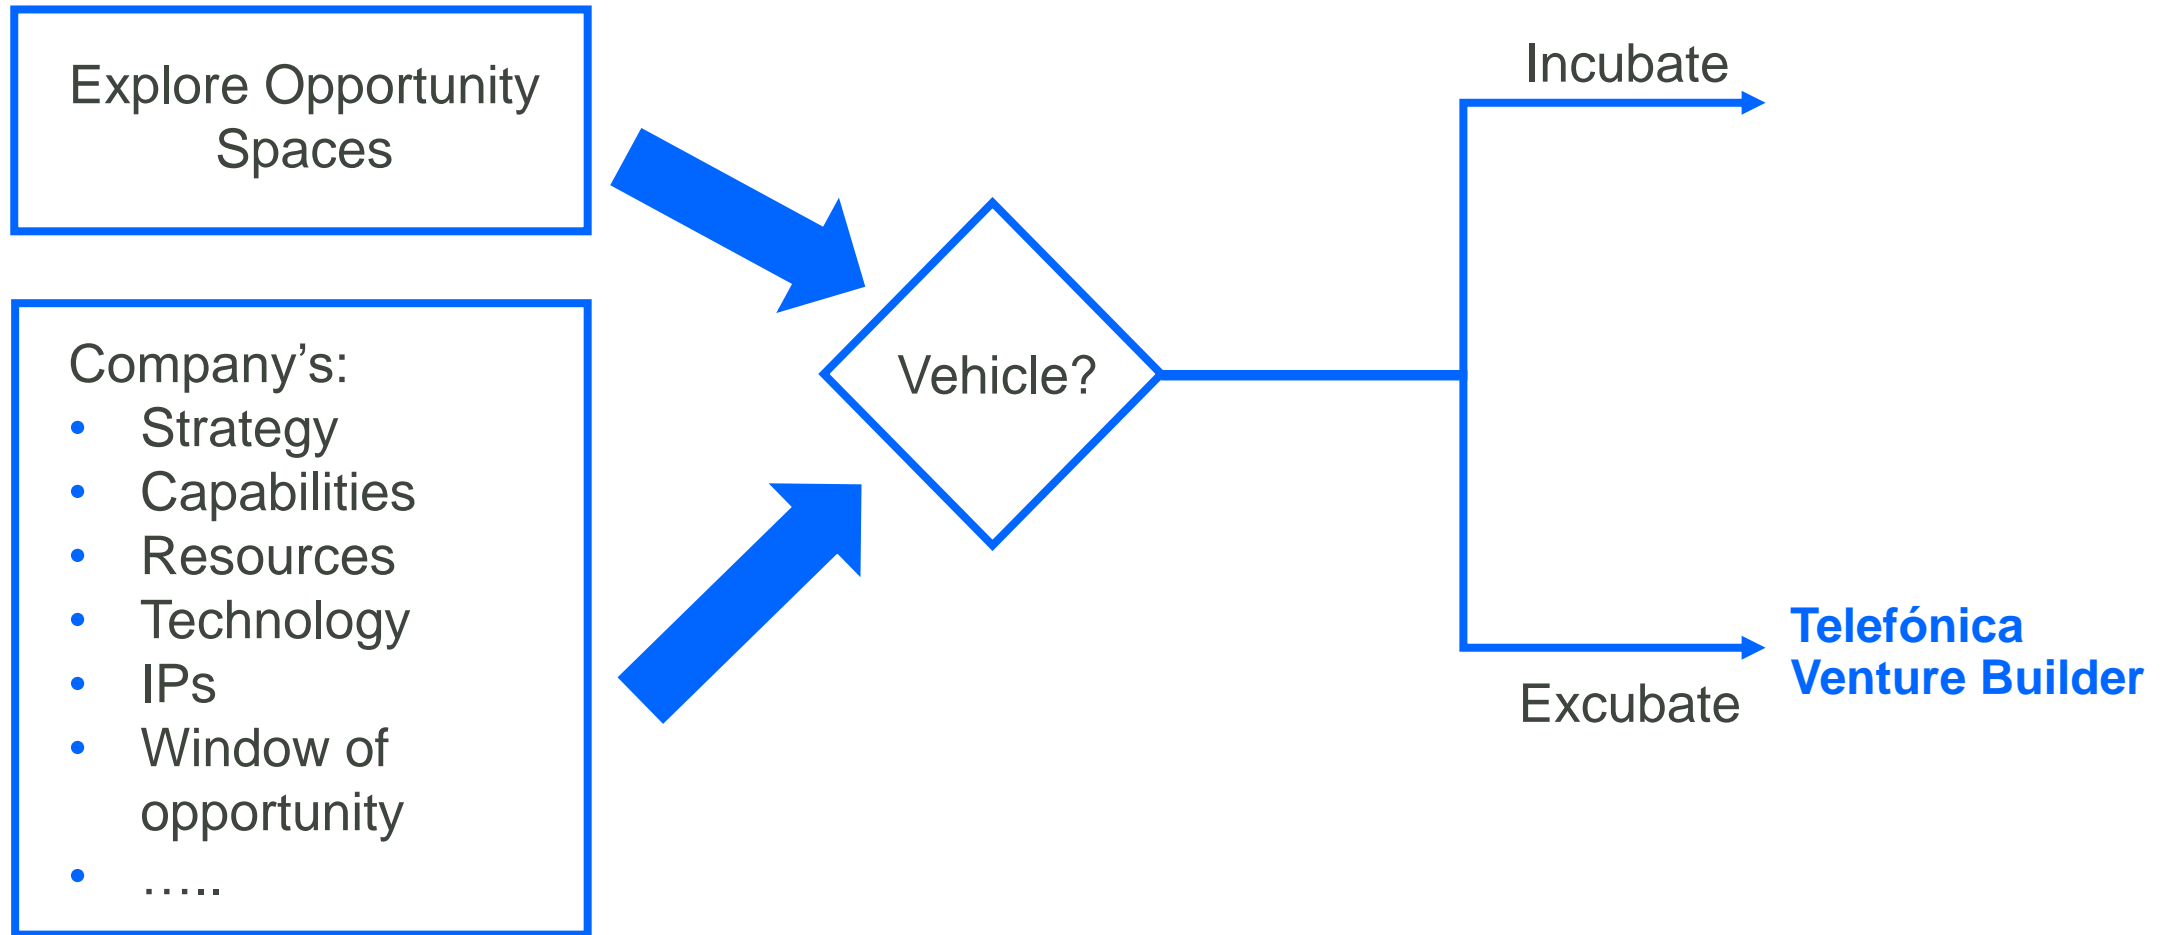 Explore Opportunity
Spaces
Company’s:
• Strategy
• Capabilities
• Resources
• Technology
• IPs
• Window of
opportunity
• …..
Vehicle?
Incubate
Excubate
Telefónica
Venture Builder